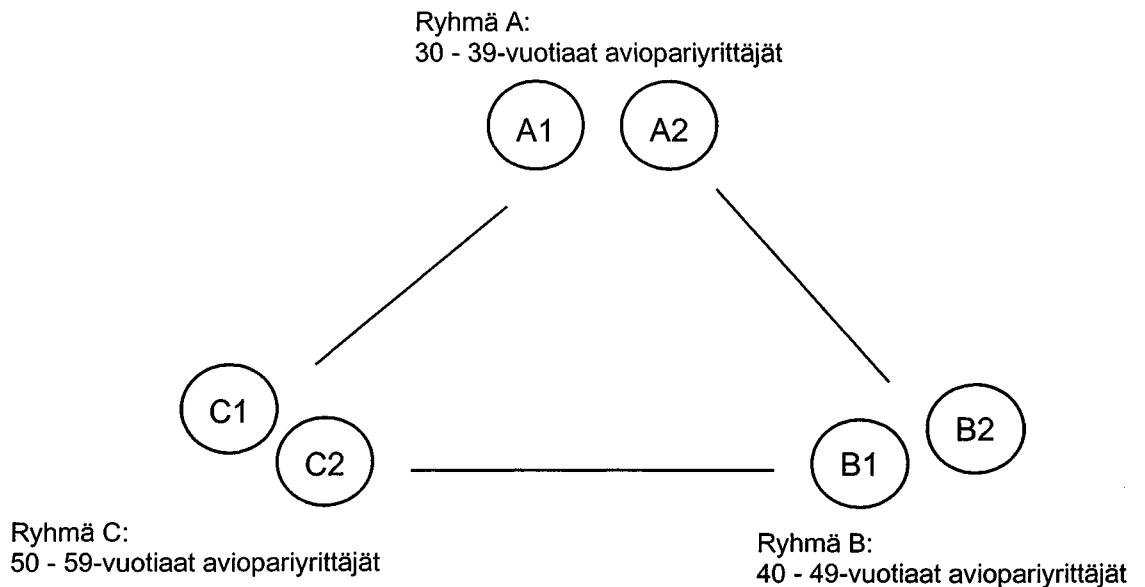 Ryhmä A:
30 - 39-vuotiaat aviopariyrittäjät
A1 A2
C1
C2
B1
B2
Ryhmä C:
50 - 59-vuotiaat aviopariyrittäjät
Ryhmä B:
40 - 49-vuotiaat aviopariyrittäjät